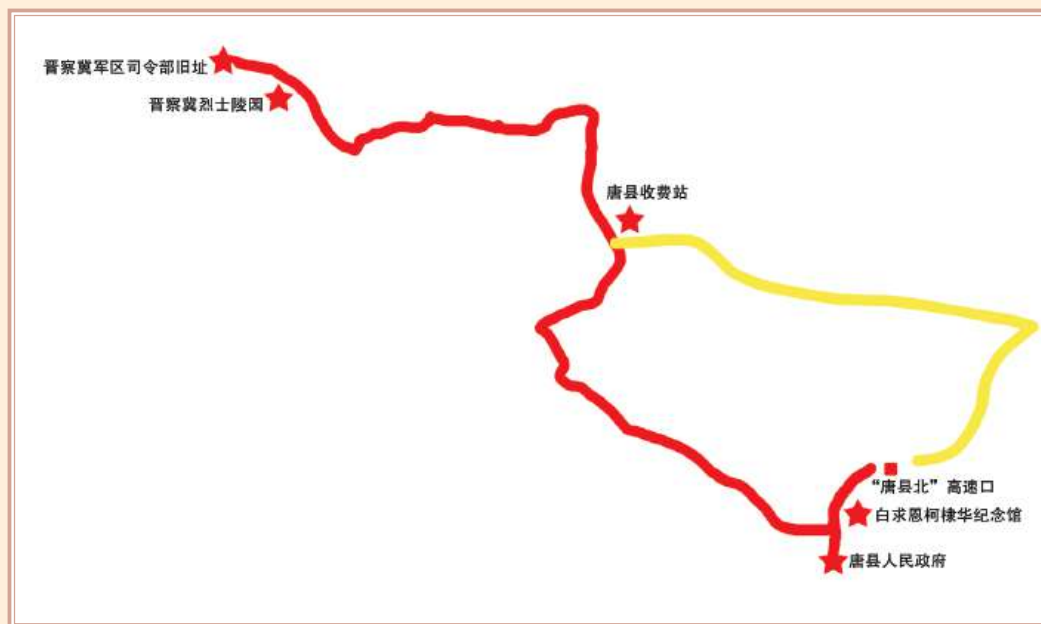 晋察冀军区司令部旧址
晋察冀烈士陵园
唐县收费站
“唐县北”高速口
白求恩柯棣华纪念馆
唐县人民政府